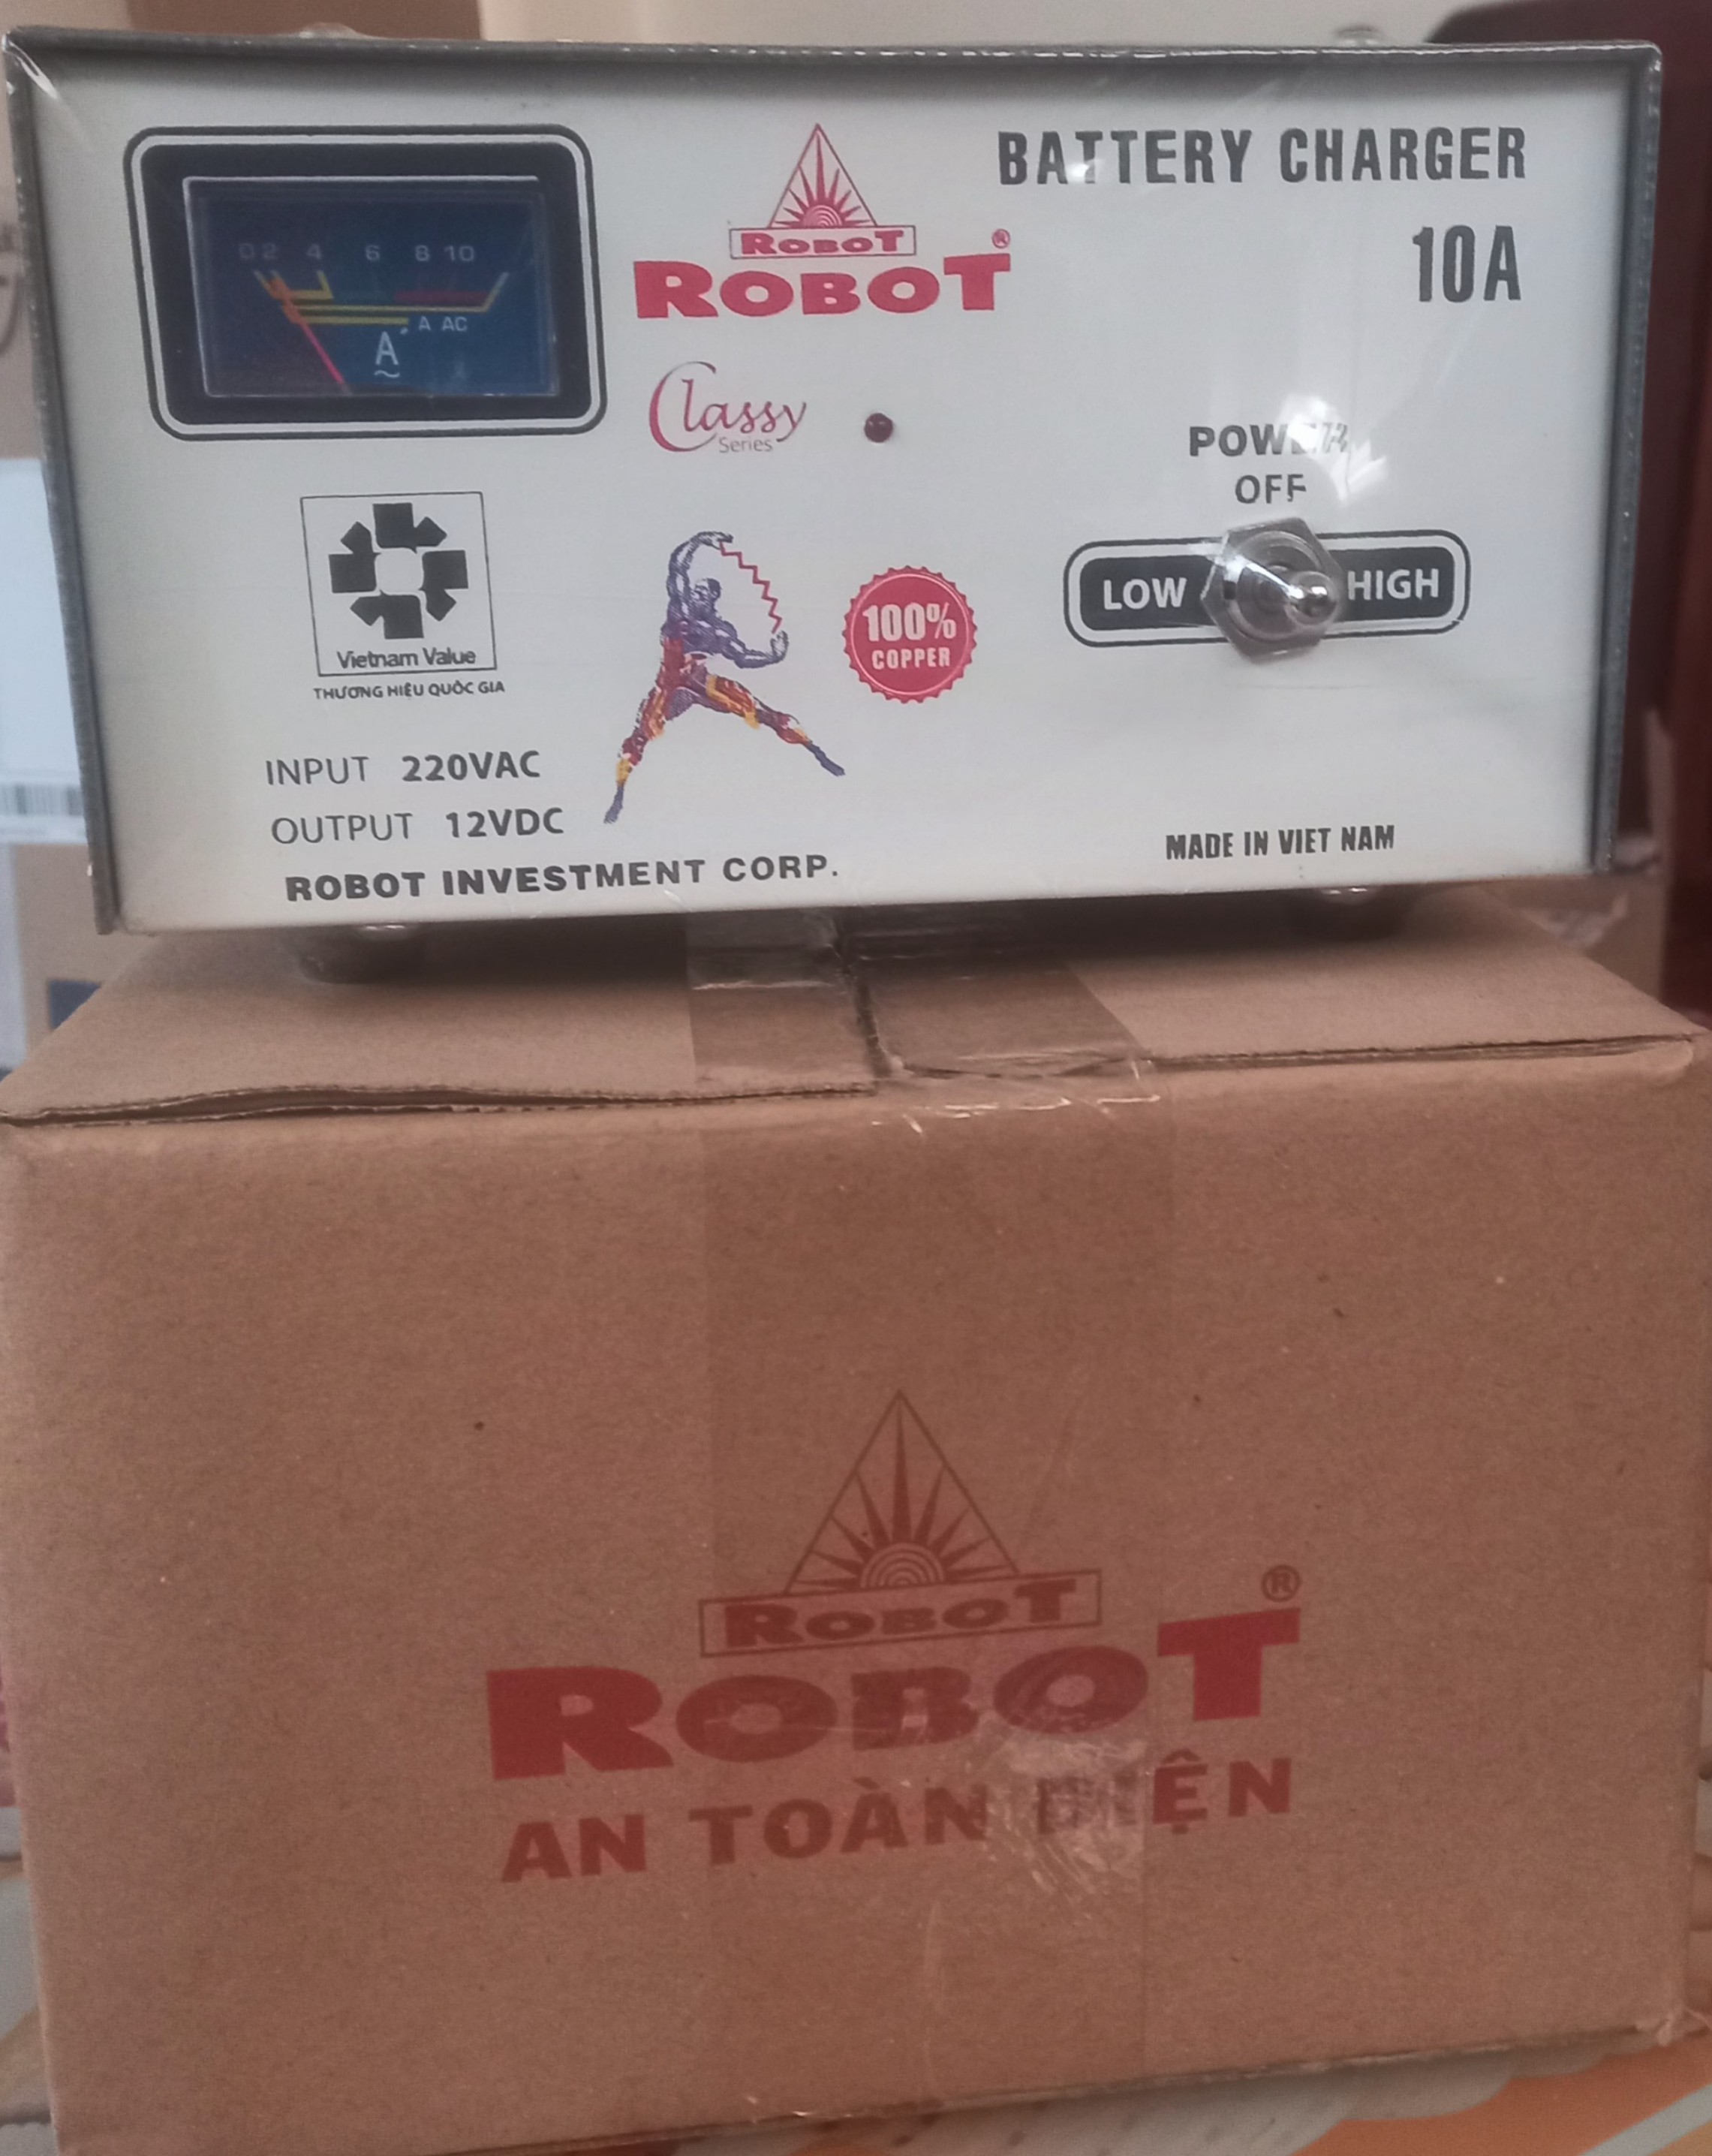 BATTERY CHARGER
10A
0 2 4 6 8 10
A AC
A
ROBOT
ROBOT®
Classy
Series
POWER
OFF
LOW HIGH
Vietnam Value
THƯƠNG HIỆU QUỐC GIA
100%
COPPER
INPUT 220VAC
OUTPUT 12VDC
ROBOT INVESTMENT CORP.
MADE IN VIET NAM
ROBOT
ROBOT®
AN TOÀN ĐIỆN